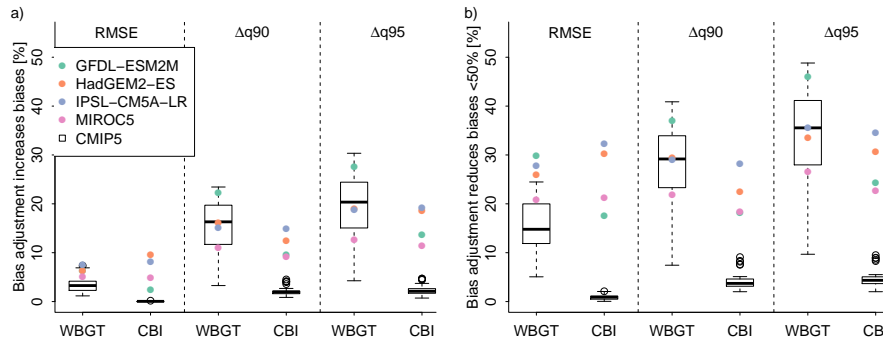 a)
RMSE
Δq90
Δq95
Bias adjustment increases biases [%]
50
40
30
20
10
0
GFDL−ESM2M
HadGEM2−ES
IPSL−CM5A−LR
MIROC5
CMIP5
WBGT
CBI
WBGT
CBI
WBGT
CBI
b)
RMSE
Δq90
Δq95
Bias adjustment reduces biases <50% [%]
50
40
30
20
10
0
WBGT
CBI
WBGT
CBI
WBGT
CBI